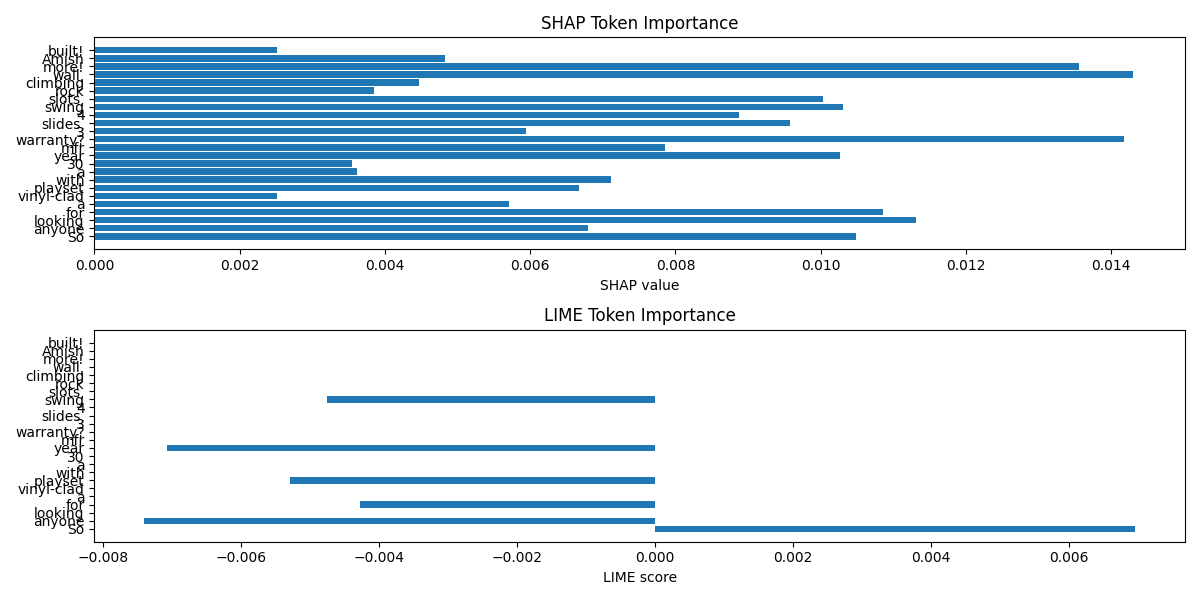 SHAP Token Importance
built!
Amish
more!
wall,
climbing
rock
slots,
swing
4
slides,
3
warranty?
mfr
year
30
a
with
playset
vinyl-clad
a
for
looking
anyone
So
0.000 0.002 0.004 0.006 0.008 0.010 0.012 0.014
SHAP value
LIME Token Importance
built!
Amish
more!
wall,
climbing
rock
slots,
swing
4
slides,
3
warranty?
mfr
year
30
a
with
playset
vinyl-clad
a
for
looking
anyone
So
−0.008 −0.006 −0.004 −0.002 0.000 0.002 0.004 0.006
LIME score